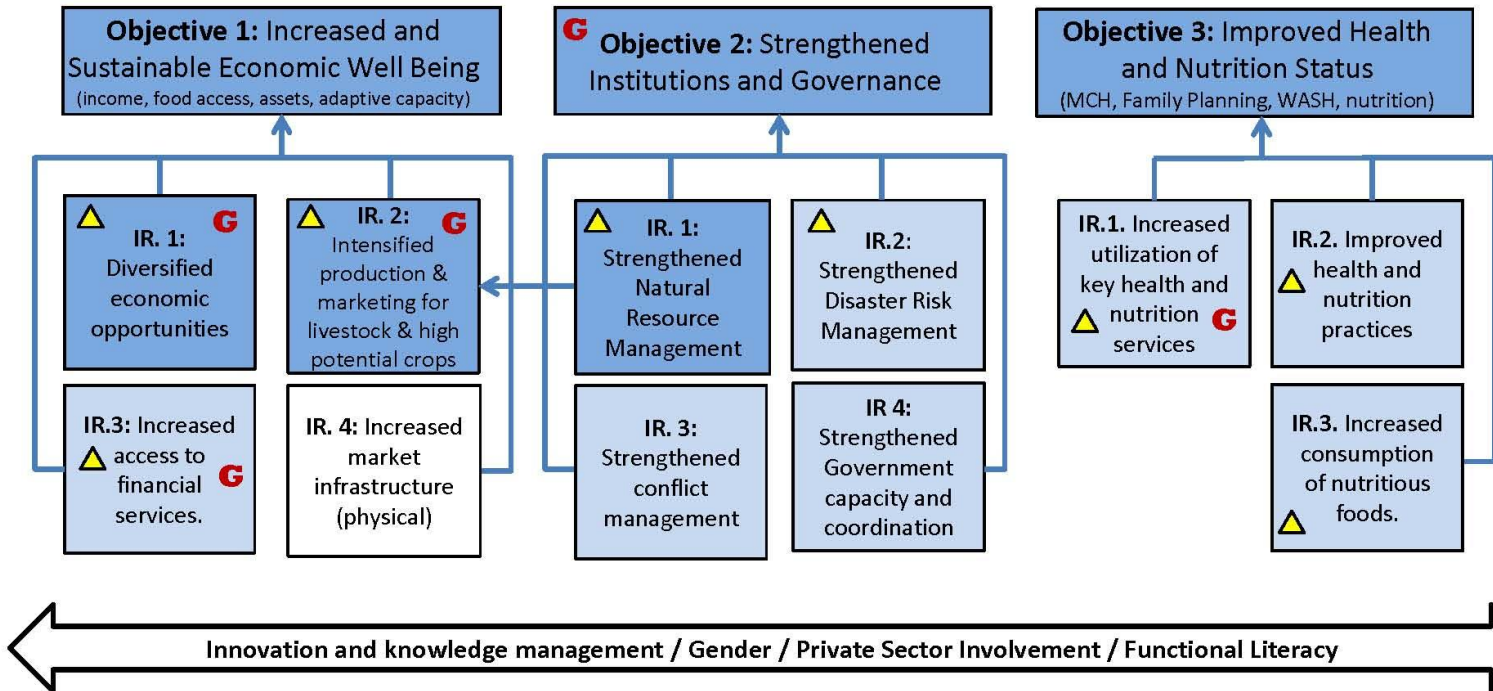 Objective 1: Increased and
Sustainable Economic Well Being
(income, food access, assets, adaptive capacity)
G
Objective 2: Strengthened
Institutions and Governance
Objective 3: Improved Health
and Nutrition Status
(MCH, Family Planning, WASH, nutrition)
G
IR. 1:
Diversified
economic
opportunities
IR. 2:
G
Intensified
production &
marketing for
livestock & high
potential crops
IR. 1:
Strengthened
Natural
Resource
Management
IR.2:
Strengthened
Disaster Risk
Management
IR.1. Increased
utilization of
key health and
nutrition
G
services
IR.2. Improved
health and
nutrition
practices
IR.3: Increased
access to
financial
G
services.
IR. 4: Increased
market
infrastructure
(physical)
IR. 3:
Strengthened
conflict
management
IR 4:
Strengthened
Government
capacity and
coordination
IR.3. Increased
consumption
of nutritious
foods.
Innovation and knowledge management / Gender / Private Sector Involvement / Functional Literacy